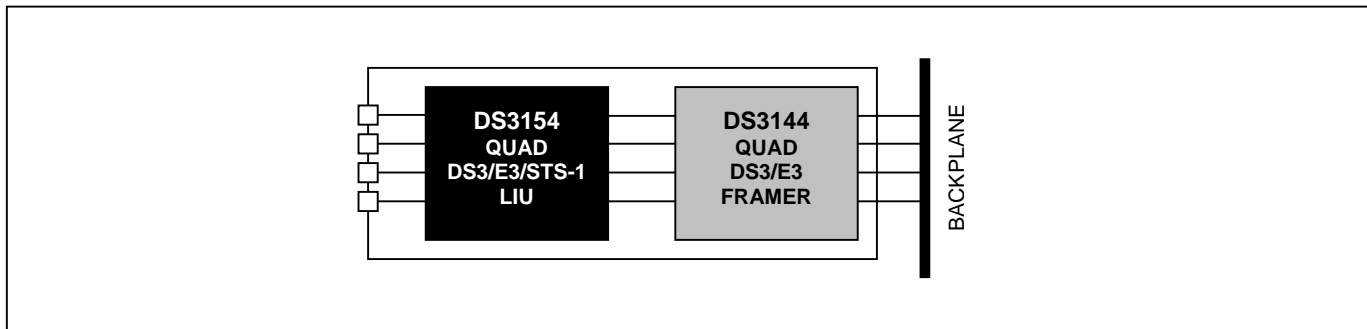 DS3154
QUAD
DS3/E3/STS-1
LIU
DS3144
QUAD
DS3/E3
FRAMER
BACKPLANE